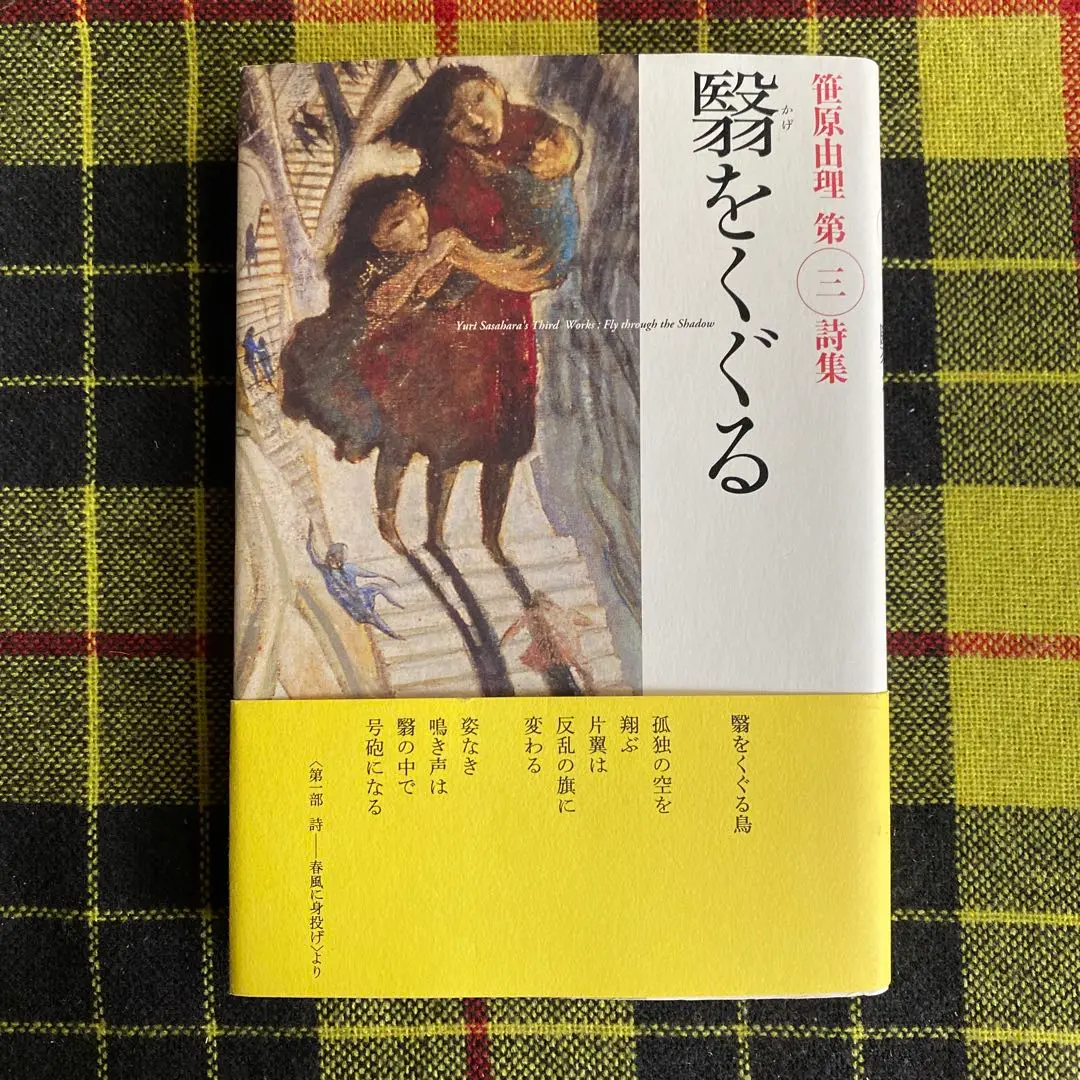 笹原由理 第三詩集
翳をくぐる
かげ
Yuri Sasahara's Third Works ; Fly through the Shadow
翳をくぐる鳥
孤独の空を
翔ぶ
片翼は
反乱の旗に
変わる
姿なき
鳴き声は
翳の中で
号砲になる
〈第一部 詩──春風に身投げ〉より